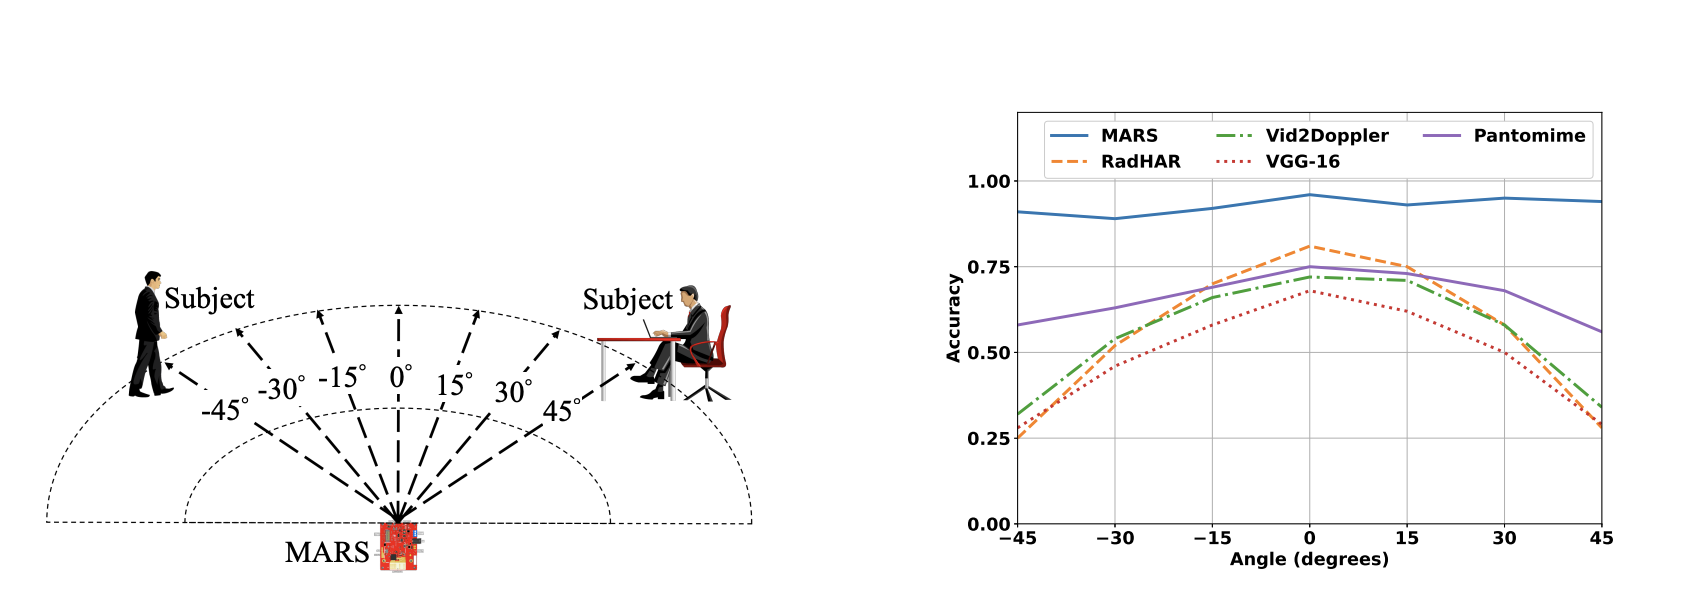 Subject
Subject
-45°
-30°
-15°
0°
15°
30°
45°
MARS
MARS
RadHAR
Vid2Doppler
VGG-16
Pantomime
1.00
0.75
0.50
0.25
0.00
Accuracy
−45
−30
−15
0
15
30
45
Angle (degrees)